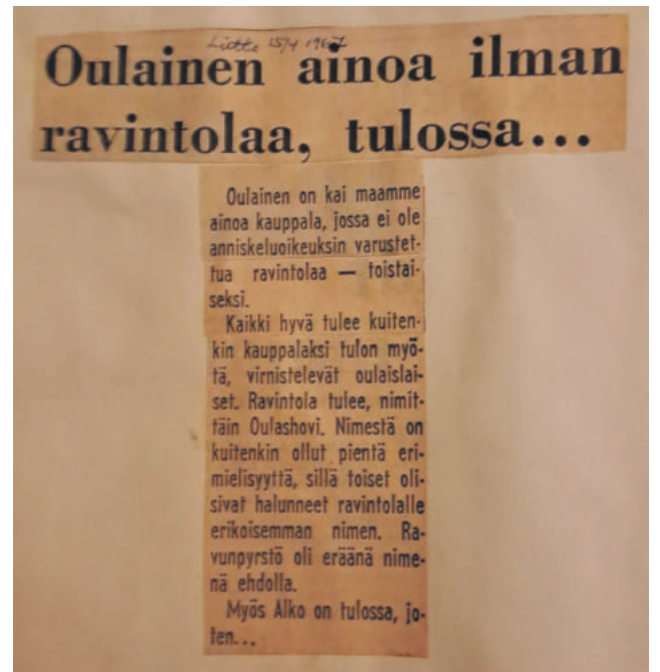 Liitto 15/4 1967
Oulainen ainoa ilman
ravintolaa, tulossa...
Oulainen on kai maamme
ainoa kauppala, jossa ei ole
anniskeluoikeuksin varustet-
tua ravintolaa — toistai-
seksi.
Kaikki hyvä tulee kuiten-
kin kauppalaksi tulon myö-
tä, virnistelevät oulaislai-
set. Ravintola tulee, nimit-
täin Oulashovi. Nimestä on
kuitenkin ollut pientä eri-
mielisyyttä, sillä toiset oli-
sivat halunneet ravintolalle
erikoisemman nimen. Ra-
vunpyrstö oli eräänä nime-
nä ehdolla.
Myös Alko on tulossa, jo-
ten...